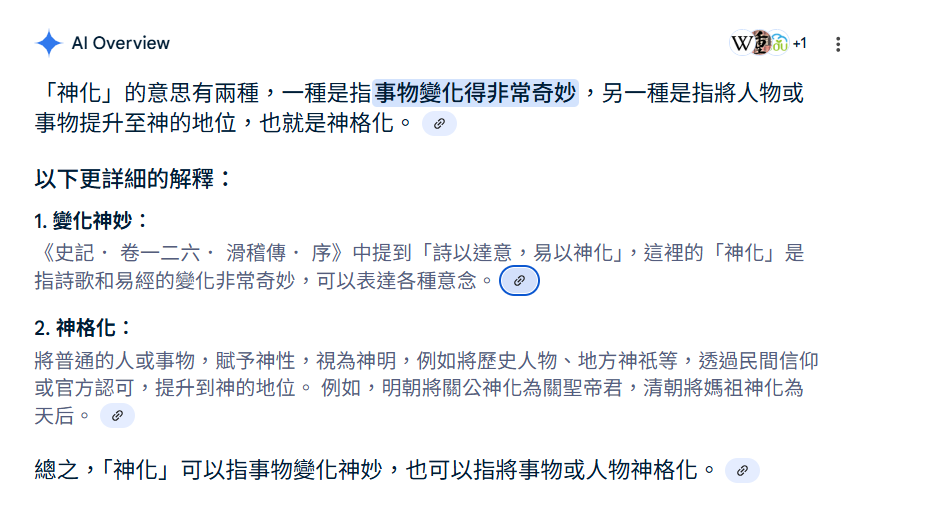 AI Overview
+1
「神化」的意思有兩種，一種是指事物變化得非常奇妙，另一種是指將人物或
事物提升至神的地位，也就是神格化。
以下更詳細的解釋：
1. 變化神妙：
《史記． 卷一二六． 滑稽傳． 序》中提到「詩以達意，易以神化」，這裡的「神化」是
指詩歌和易經的變化非常奇妙，可以表達各種意念。
2. 神格化：
將普通的人或事物，賦予神性，視為神明，例如將歷史人物、地方神祇等，透過民間信仰
或官方認可，提升到神的地位。 例如，明朝將關公神化為關聖帝君，清朝將媽祖神化為
天后。
總之，「神化」可以指事物變化神妙，也可以指將事物或人物神格化。